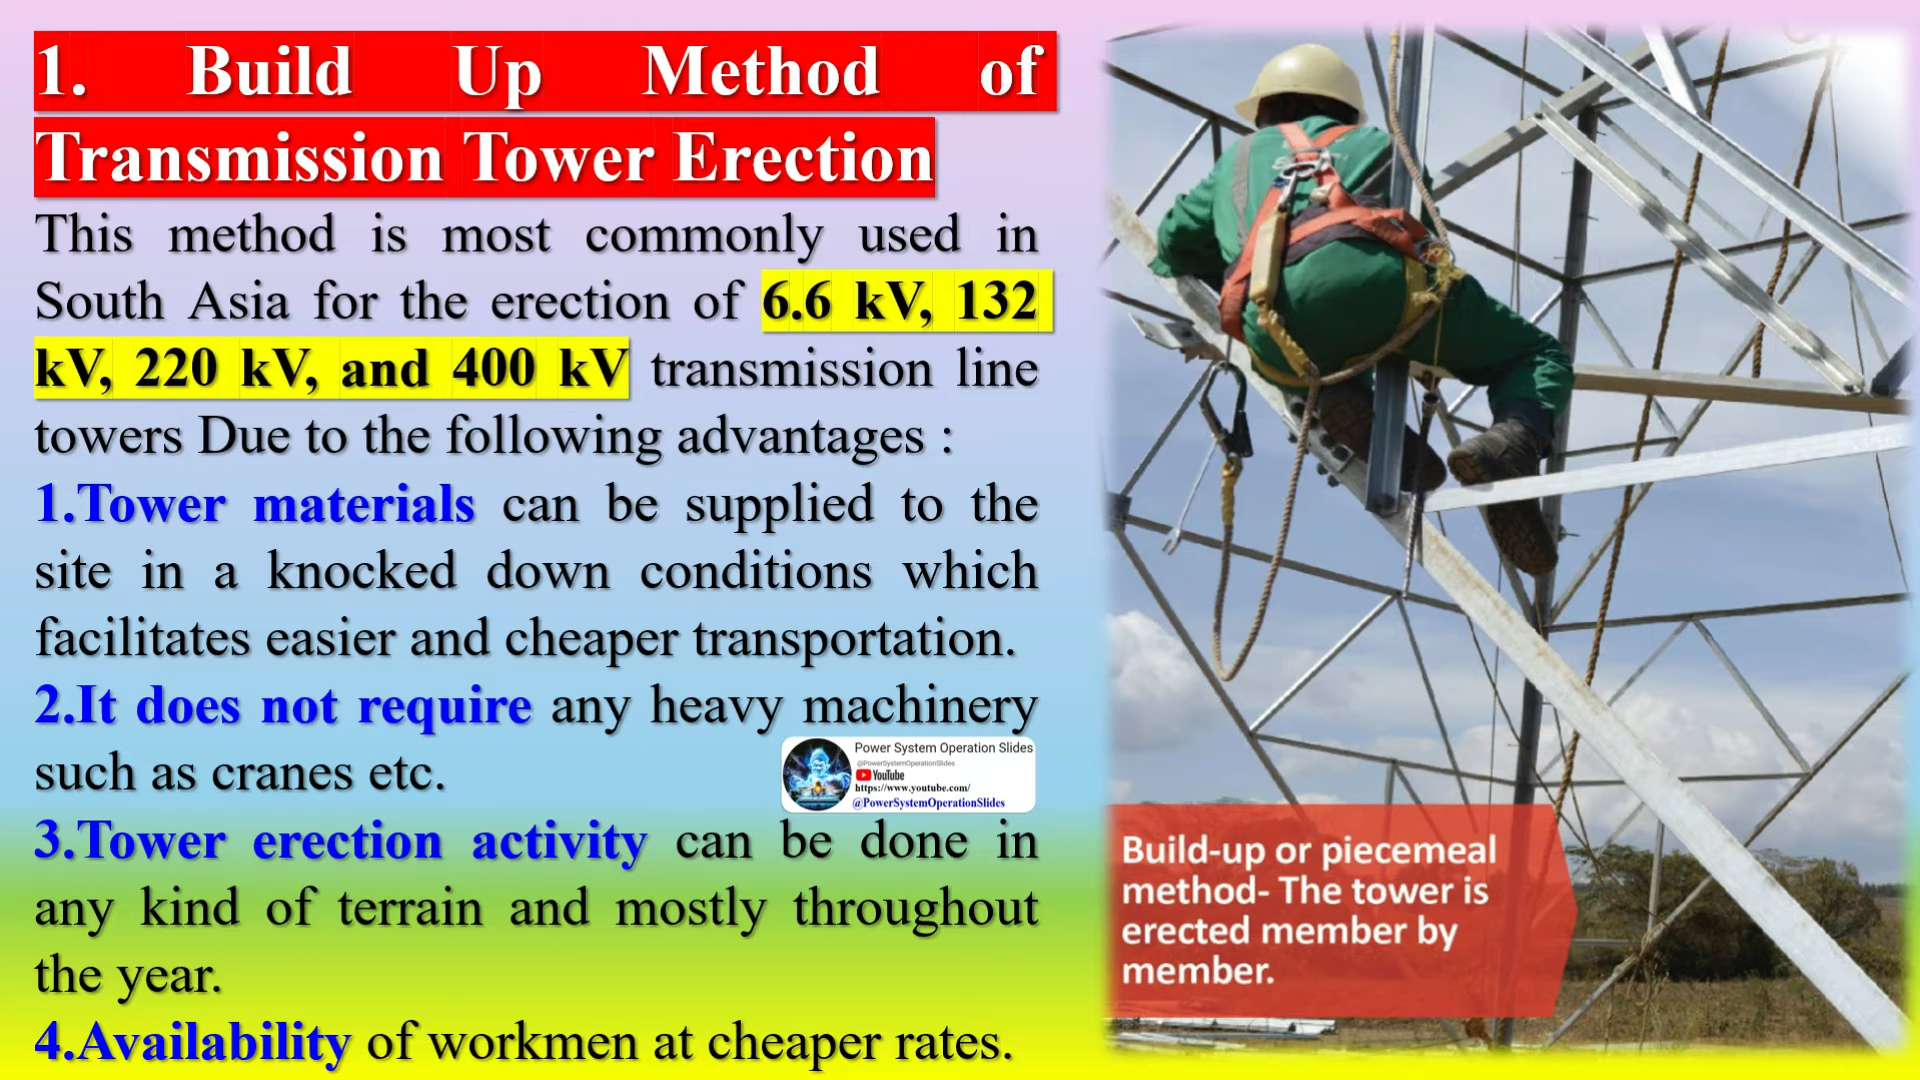 1. Build Up Method of
Transmission Tower Erection
This method is most commonly used in
South Asia for the erection of 6.6 kV, 132
kV, 220 kV, and 400 kV transmission line
towers Due to the following advantages :
1.Tower materials can be supplied to the
site in a knocked down conditions which
facilitates easier and cheaper transportation.
2.It does not require any heavy machinery
such as cranes etc.
Power System Operation Slides
@PowerSystemOperationSlides
YouTube
https://www.youtube.com/
@PowerSystemOperationSlides
3.Tower erection activity can be done in
any kind of terrain and mostly throughout
the year.
4.Availability of workmen at cheaper rates.
Build-up or piecemeal
method- The tower is
erected member by
member.